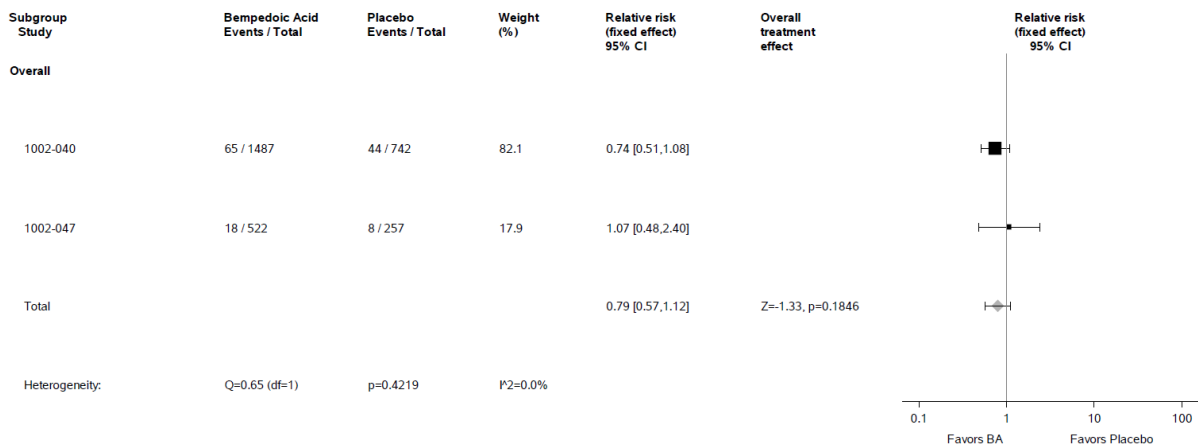 Subgroup Bempedoic Acid Placebo Weight Relative risk Overall Relative risk
Study Events / Total Events / Total (%) (fixed effect) treatment (fixed effect)
95% CI effect 95% CI
Overall
1002-040 65 / 1487 44 / 742 82.1 0.74 [0.51,1.08]
1002-047 18 / 522 8 / 257 17.9 1.07 [0.48,2.40]
Total 0.79 [0.57,1.12] Z=-1.33, p=0.1846
Heterogeneity: Q=0.65 (df=1) p=0.4219 I^2=0.0%
0.1 1 10 100
Favors BA Favors Placebo